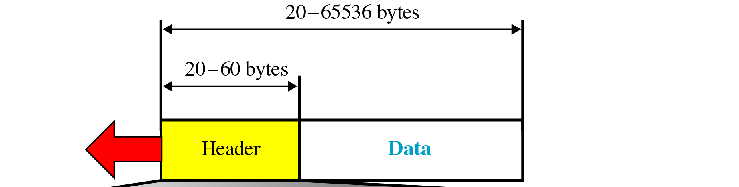 20–65536 bytes
20–60 bytes
Header Data